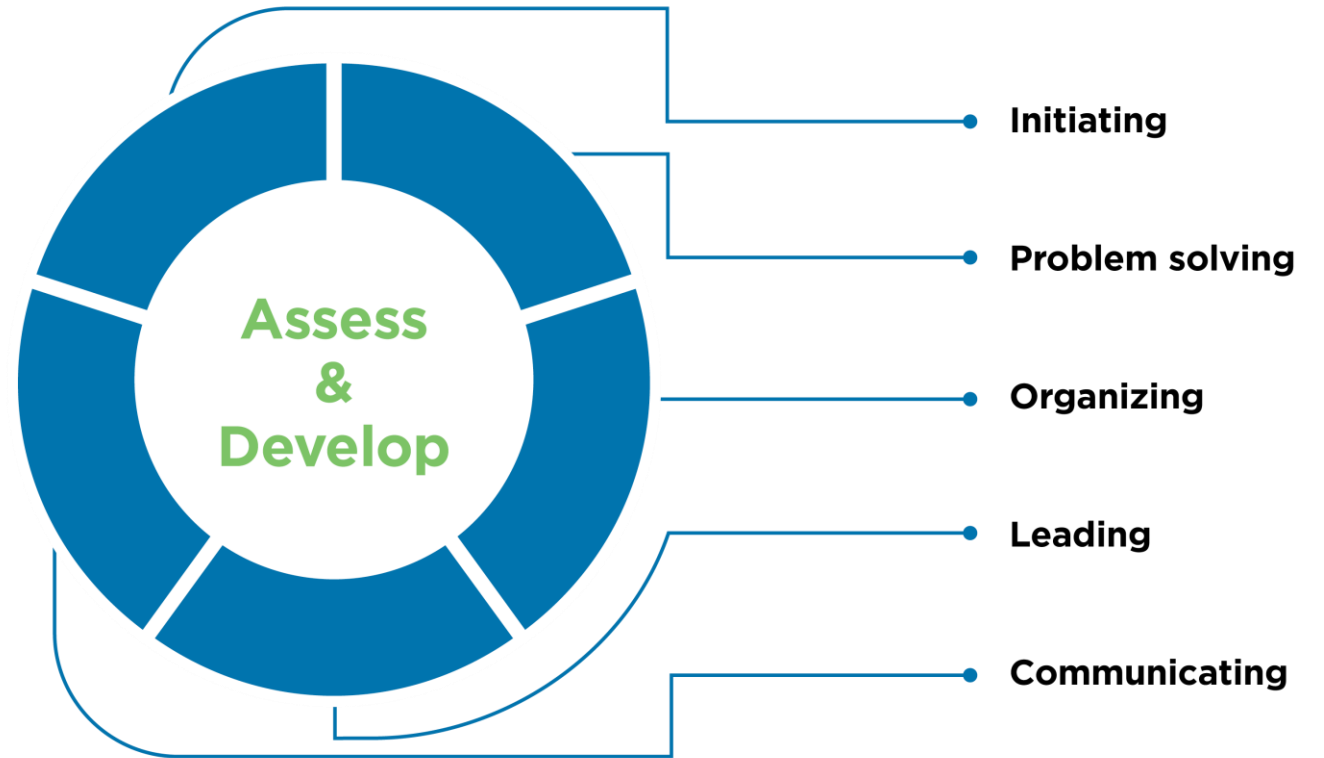 Assess
&
Develop
Initiating
Problem solving
Organizing
Leading
Communicating